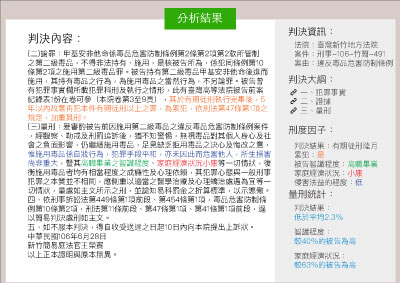 分析結果
判決內容：
(二)論罪：甲基安非他命係毒品危害防制條例第2條第2項第2款所管制
之第二級毒品，不得非法持有、施用，是核被告所為，係犯同條例第10
條第2項之施用第二級毒品罪。被告持有第二級毒品甲基安非他命後進而
施用，其持有毒品之行為，為施用毒品之當然行為，不另論罪。被告曾
有犯罪事實欄所載犯罪科刑及執行之情形，此有臺灣高等法院被告前案
紀錄表1份在卷可參（本院卷第3至9頁），其於有期徒刑執行完畢後，5
年以內故意再犯本件有期徒刑以上之罪，為累犯，依刑法第47條第1項之
規定，加重其刑。
(三)量刑：爰審酌被告前因施用第二級毒品之違反毒品危害防制條例案件
，經觀察、勒戒及刑罰追訴後，猶不知警惕，無視毒品對其個人身心及社
會之負面影響，仍繼續施用毒品，足見缺乏拒用毒品之決心及悔改之意，
惟施用毒品係自戕行為，犯罪手段平和，亦未因此而危害他人，所生損害
尚非重大，暨其高職畢業之智識程度、家庭經濟狀況小康等一切情狀，併
衡施用毒品者均有相當程度之成癮性及心理依賴，其犯罪心態與一般刑事
犯罪之本質並不相同，應側重以適當之醫學治療及心理矯治處遇為宜等一
切情狀，量處如主文所示之刑，並諭知易科罰金之折算標準，以示懲儆。
四、依刑事訴訟法第449條第1項前段、第454條第1項，毒品危害防制條
例第10條第2項，刑法第11條前段、第47條第1項、第41條第1項前段，逕
以簡易判決處刑如主文。
五、如不服本判決，得自收受送達之日起10日內向本院提出上訴狀。
中華民國106年6月28日
新竹簡易庭法官王榮賓
以上正本證明與原本無異。
判決資訊：
法院：臺灣新竹地方法院
案件：刑事-106-竹簡-491
案由：違反毒品危害防制條例
判決大綱：
一、犯罪事實
二、證據
三、量刑
刑度因子：
判決結果：有期徒刑陸月
累犯：是
被告智識程度：高職畢業
家庭經濟狀況：小康
侵害法益的程度：低
量刑統計：
判決結果：
低於平均2.3%
智識程度：
較40%的被告為高
家庭經濟狀況：
較63%的被告為高